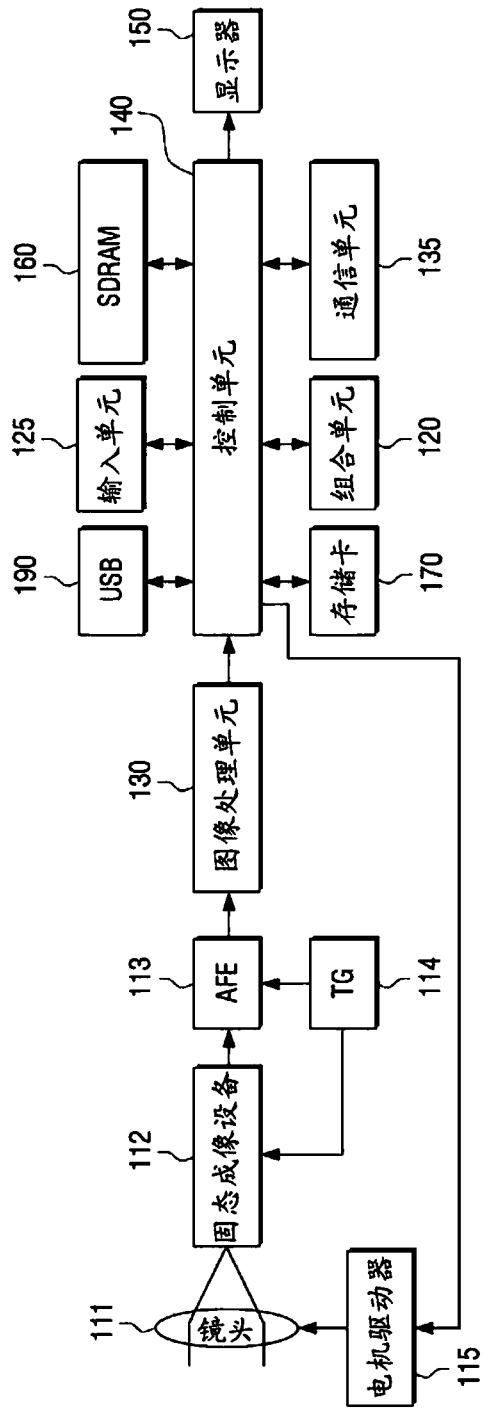 150
显示器
140
控制单元
160
SDRAM
125
输入单元
190
USB
135
通信单元
120
组合单元
170
存储卡
130
图像处理单元
113
AFE
114
TG
112
固态成像设备
111
镜头
115
电机驱动器